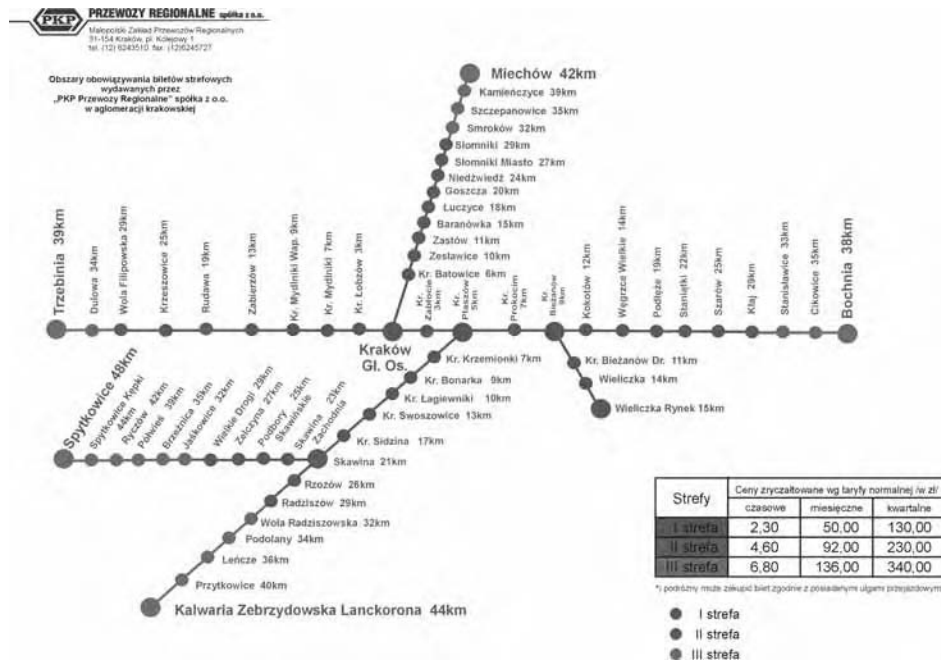 PKP
PRZEWOZY REGIONALNE spółka z o.o.
Małopolski Zakład Przewozów Regionalnych
31-154 Kraków, pl. Kolejowy 1
tel. (12) 6243510 fax: (12)6245727
Obszary obowiązywania biletów strefowych
wydawanych przez
„PKP Przewozy Regionalne” spółka z o.o.
w aglomeracji krakowskiej
Miechów 42km
Kamieńczyce 39km
Szczepanowice 35km
Smroków 32km
Słomniki 29km
Słomniki Miasto 27km
Niedźwiedź 24km
Goszcza 20km
Luczyce 18km
Baranówka 15km
Zastów 11km
Zesławice 10km
Kr. Batowice 6km
Trzebinia 39km
Dulowa 34km
Wola Filipowska 29km
Krzeszowice 25km
Rudawa 19km
Zabierzów 13km
Kr. Mydlniki Wap. 9km
Kr. Mydlniki 7km
Kr. Łobzów 3km
Kraków
Gł. Os.
Kr.
Zabłocie
3km
Kr.
Płaszów
5km
Kr.
Prokocim
7km
Kr.
Bieżanów
9km
Kokotów 12km
Węgrzce Wielkie 14km
Podłęże 19km
Staniątki 22km
Szarów 25km
Kłaj 29km
Stanisławice 33km
Cikowice 35km
Bochnia 38km
Kr. Bieżanów Dr. 11km
Wieliczka 14km
Wieliczka Rynek 15km
Kr. Krzemionki 7km
Kr. Bonarka 9km
Kr. Łagiewniki 10km
Kr. Swoszowice 13km
Kr. Sidzina 17km
Skawina 21km
Spytkowice 48km
Spytkowice Kępki
44km
Ryczów 42km
Półwieś 39km
Brzeźnica 35km
Jaśkowice 32km
Wielkie Drogi 29km
Zelczyna 27km
Podbory 25km
Skawińskie
Skawina 23km
Zachodnia
Rzozów 26km
Radziszów 29km
Wola Radziszowska 32km
Podolany 34km
Leńcze 36km
Przytkowice 40km
Kalwaria Zebrzydowska Lanckorona 44km
Strefy
Ceny zryczałtowane wg taryfy normalnej /w zł/
czasowe miesięczne kwartalne
I strefa 2,30 50,00 130,00
II strefa 4,60 92,00 230,00
III strefa 6,80 136,00 340,00
*) podróżny może zakupić bilet zgodnie z posiadanymi ulgami przejazdowymi
I strefa
II strefa
III strefa